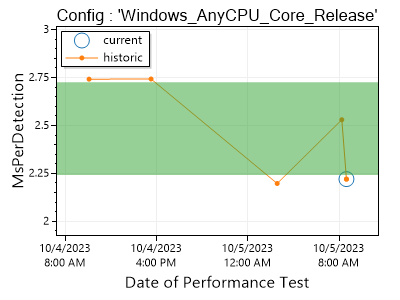 Config : 'Windows_AnyCPU_Core_Release'
current
historic
3
2.75
2.5
2.25
2
MsPerDetection
10/4/2023 10/4/2023 10/5/2023 10/5/2023
8:00 AM 4:00 PM 12:00 AM 8:00 AM
Date of Performance Test